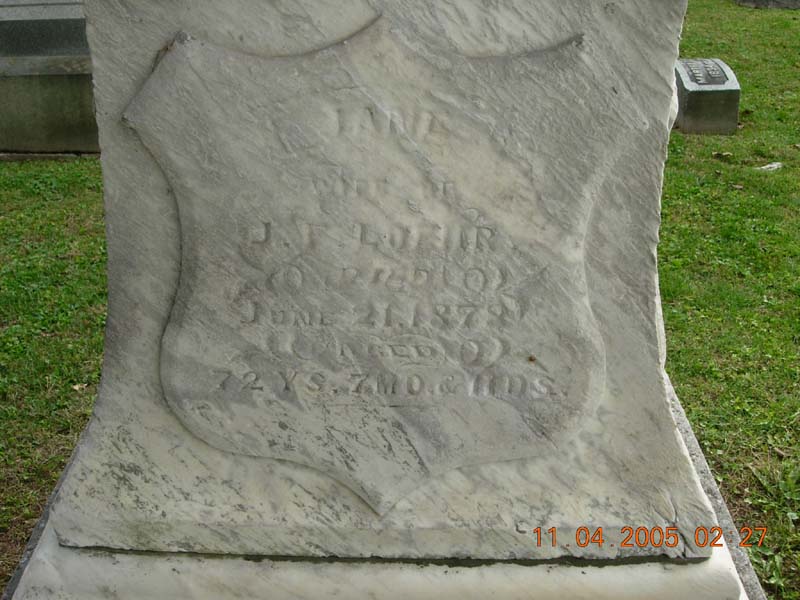 JANE
WIFE OF
J. F. LOEHR.
DIED
JUNE 21, 1879
AGED
72 YS. 7 MO. & 11 DS.
11.04.2005 02:27